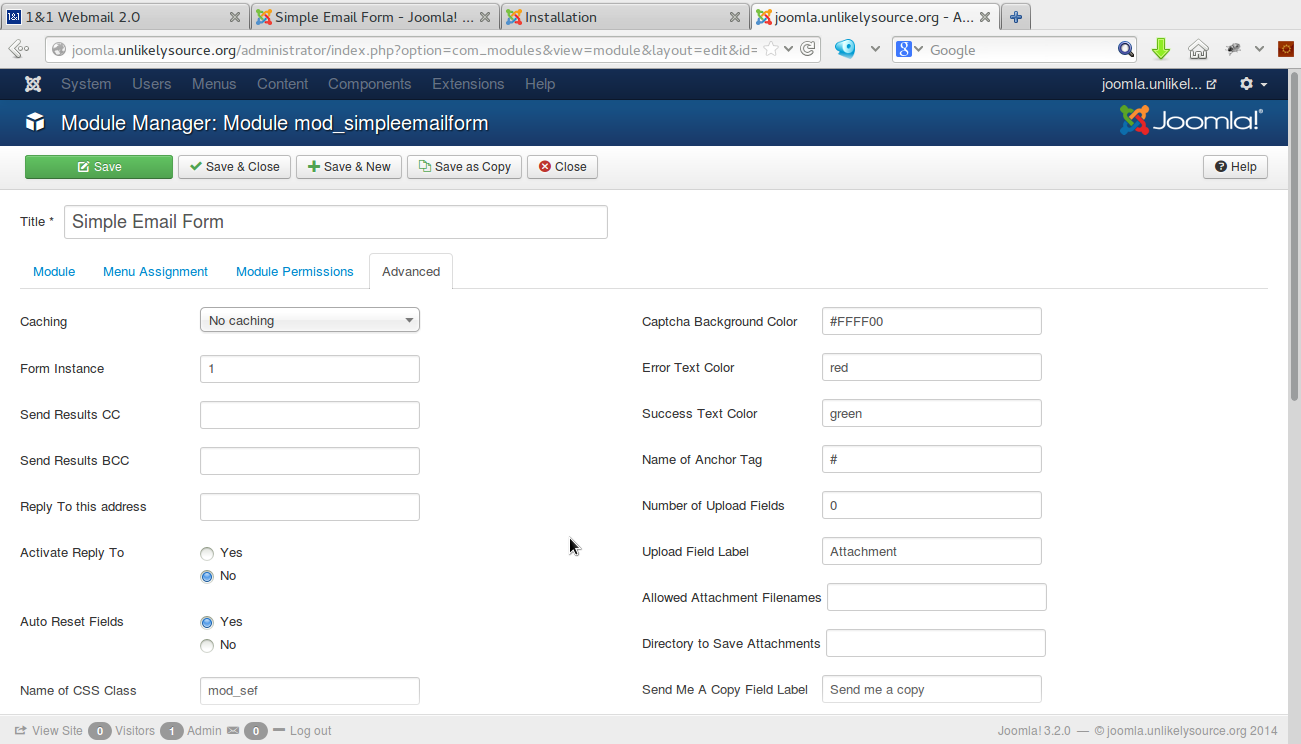 1&1 Webmail 2.0
Simple Email Form - Joomla! ...
Installation
joomla.unlikelysource.org - A...
joomla.unlikelysource.org/administrator/index.php?option=com_modules&view=module&layout=edit&id=
Google
System Users Menus Content Components Extensions Help
joomla.unlikel...
Module Manager: Module mod_simpleemailform
Joomla!®
Save
Save & Close
Save & New
Save as Copy
Close
Help
Title *
Simple Email Form
Module
Menu Assignment
Module Permissions
Advanced
Caching
No caching
Form Instance
1
Send Results CC
Send Results BCC
Reply To this address
Activate Reply To
Yes
No
Auto Reset Fields
Yes
No
Name of CSS Class
mod_sef
Captcha Background Color
#FFFF00
Error Text Color
red
Success Text Color
green
Name of Anchor Tag
#
Number of Upload Fields
0
Upload Field Label
Attachment
Allowed Attachment Filenames
Directory to Save Attachments
Send Me A Copy Field Label
Send me a copy
View Site 0 Visitors 1 Admin 0 Log out
Joomla! 3.2.0 — © joomla.unlikelysource.org 2014